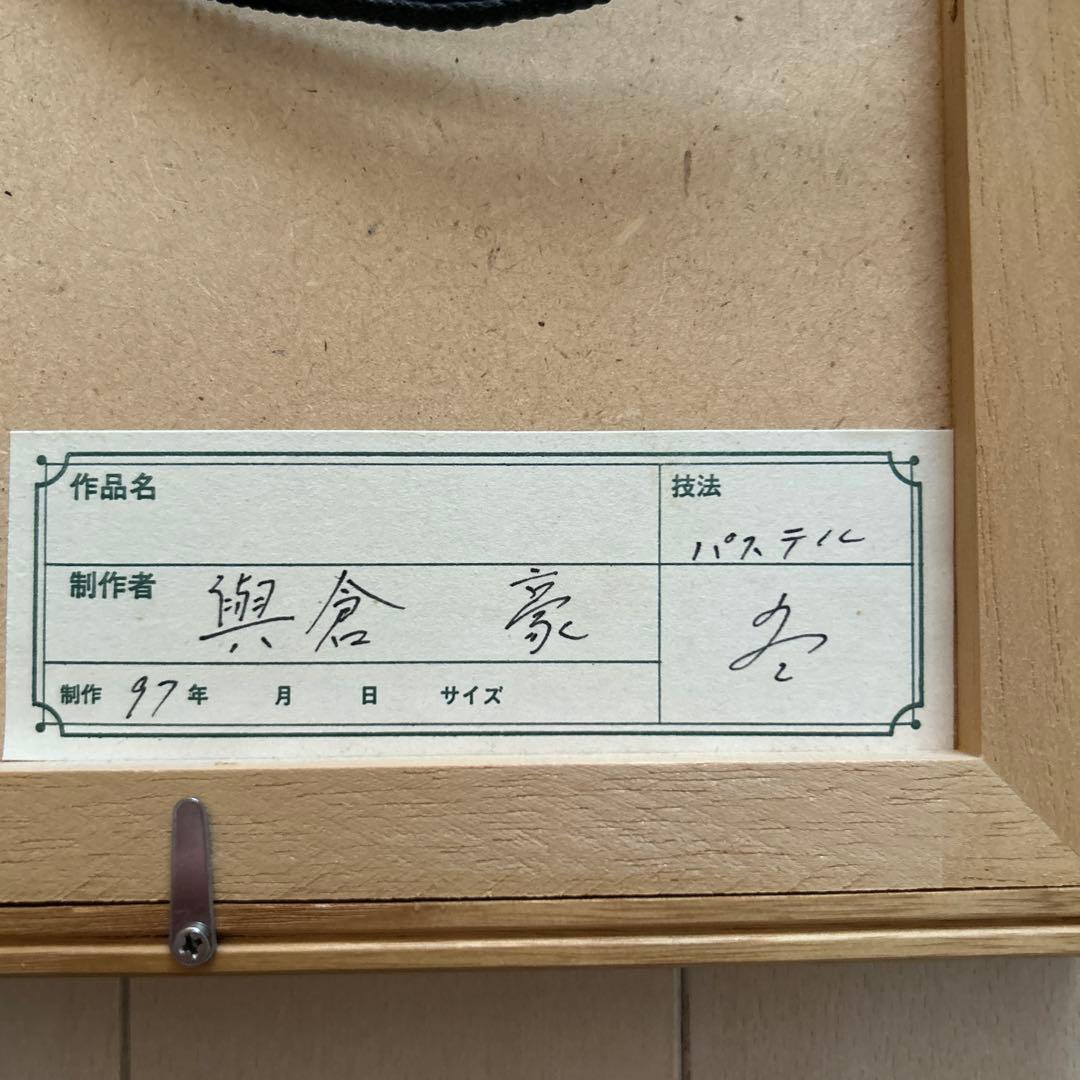 作品名
技法
パステル
制作者 與倉 豪
制作 97年 月 日 サイズ